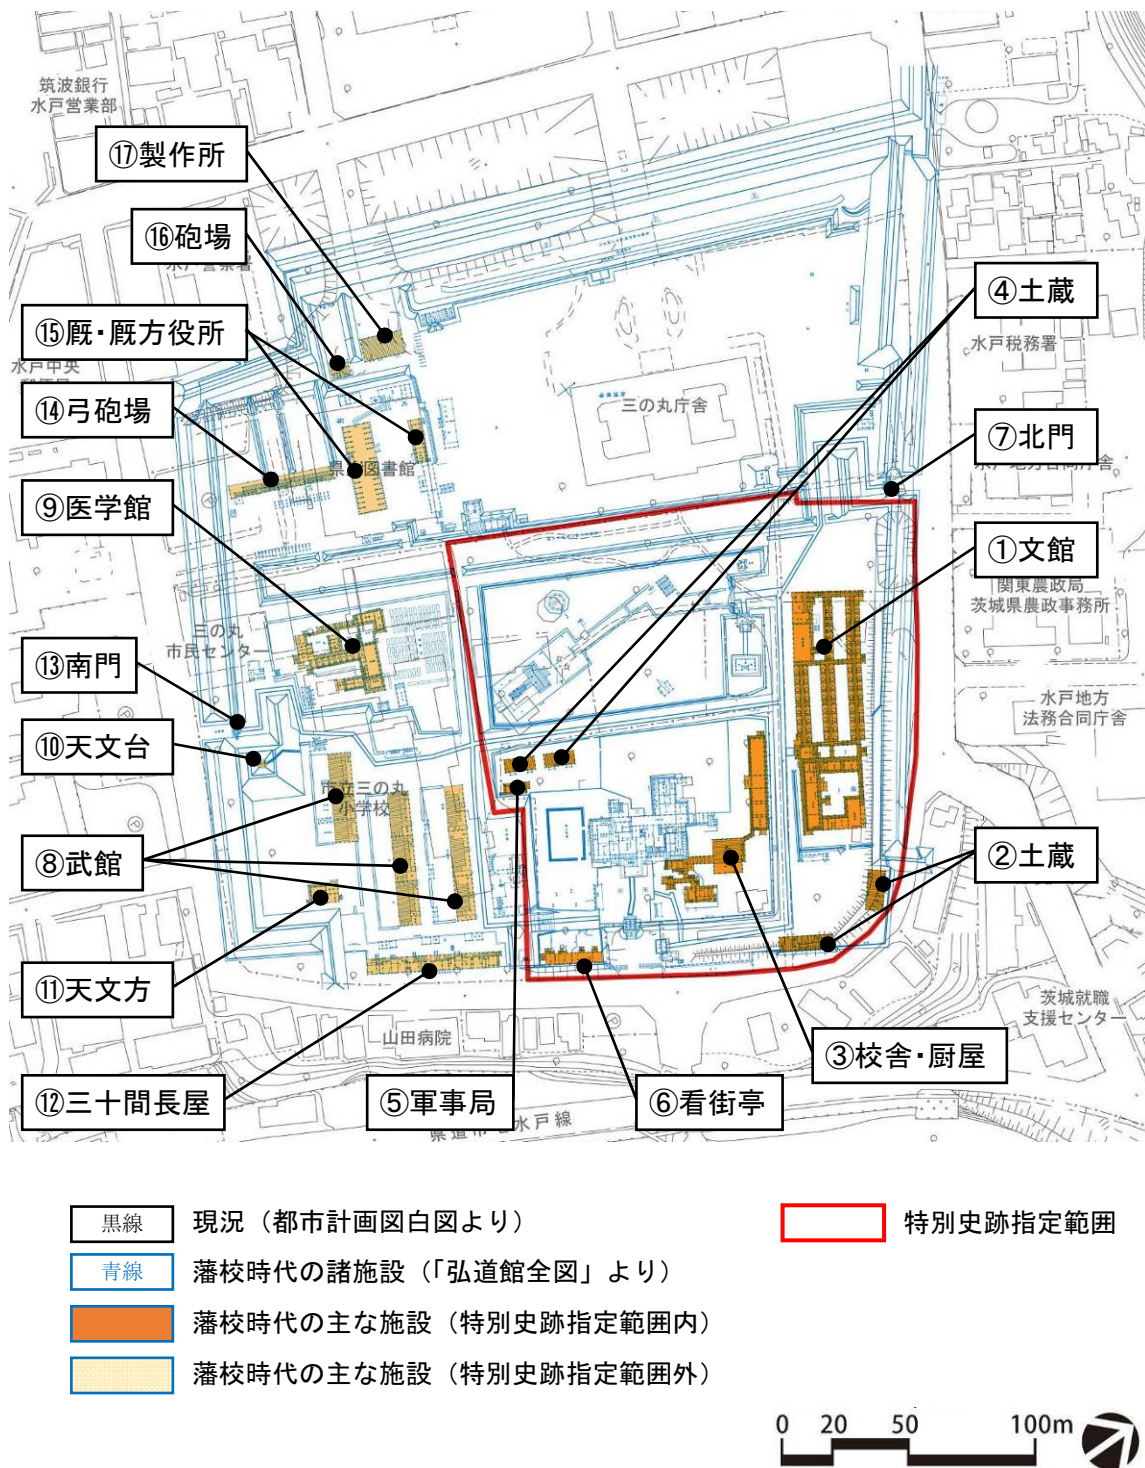 筑波銀行
水戸営業部
⑰製作所
⑯砲場
④土蔵
⑮厩・厩方役所
水戸税務署
水戸中央
三の丸庁舎
⑭弓砲場
⑦北門
県立図書館
⑨医学館
①文館
関東農政局
茨城県農政事務所
三の丸
市民センター
⑬南門
水戸地方
法務合同庁舎
⑩天文台
市立三の丸
小学校
⑧武館
②土蔵
⑪天文方
茨城就職
支援センター
山田病院
③校舎・厨屋
⑫三十間長屋
⑤軍事局
⑥看街亭
水戸線
黒線 現況（都市計画図白図より）
特別史跡指定範囲
青線 藩校時代の諸施設（「弘道館全図」より）
藩校時代の主な施設（特別史跡指定範囲内）
藩校時代の主な施設（特別史跡指定範囲外）
0 20 50 100m